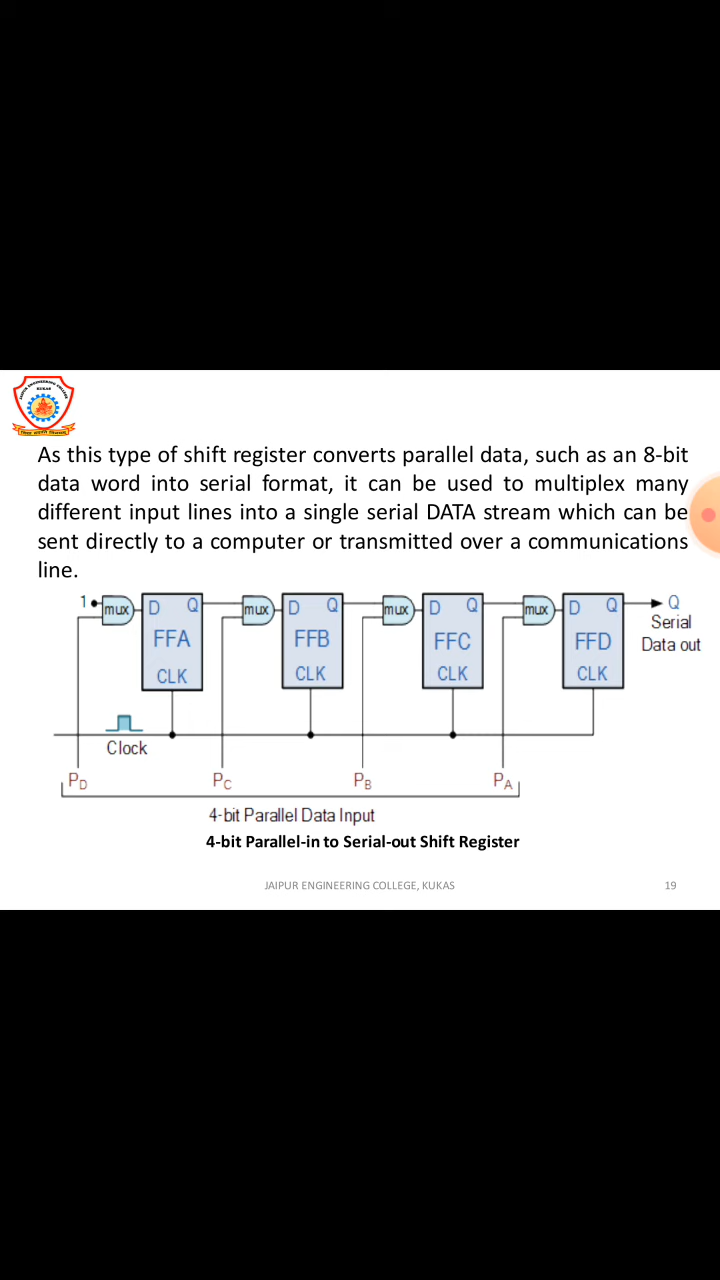 As this type of shift register converts parallel data, such as an 8-bit
data word into serial format, it can be used to multiplex many
different input lines into a single serial DATA stream which can be
sent directly to a computer or transmitted over a communications
line.
1 mux D Q mux D Q mux D Q mux D Q Q
Serial
FFA FFB FFC FFD Data out
CLK CLK CLK CLK
Clock
PD PC PB PA
4-bit Parallel Data Input
4-bit Parallel-in to Serial-out Shift Register
JAIPUR ENGINEERING COLLEGE, KUKAS 19